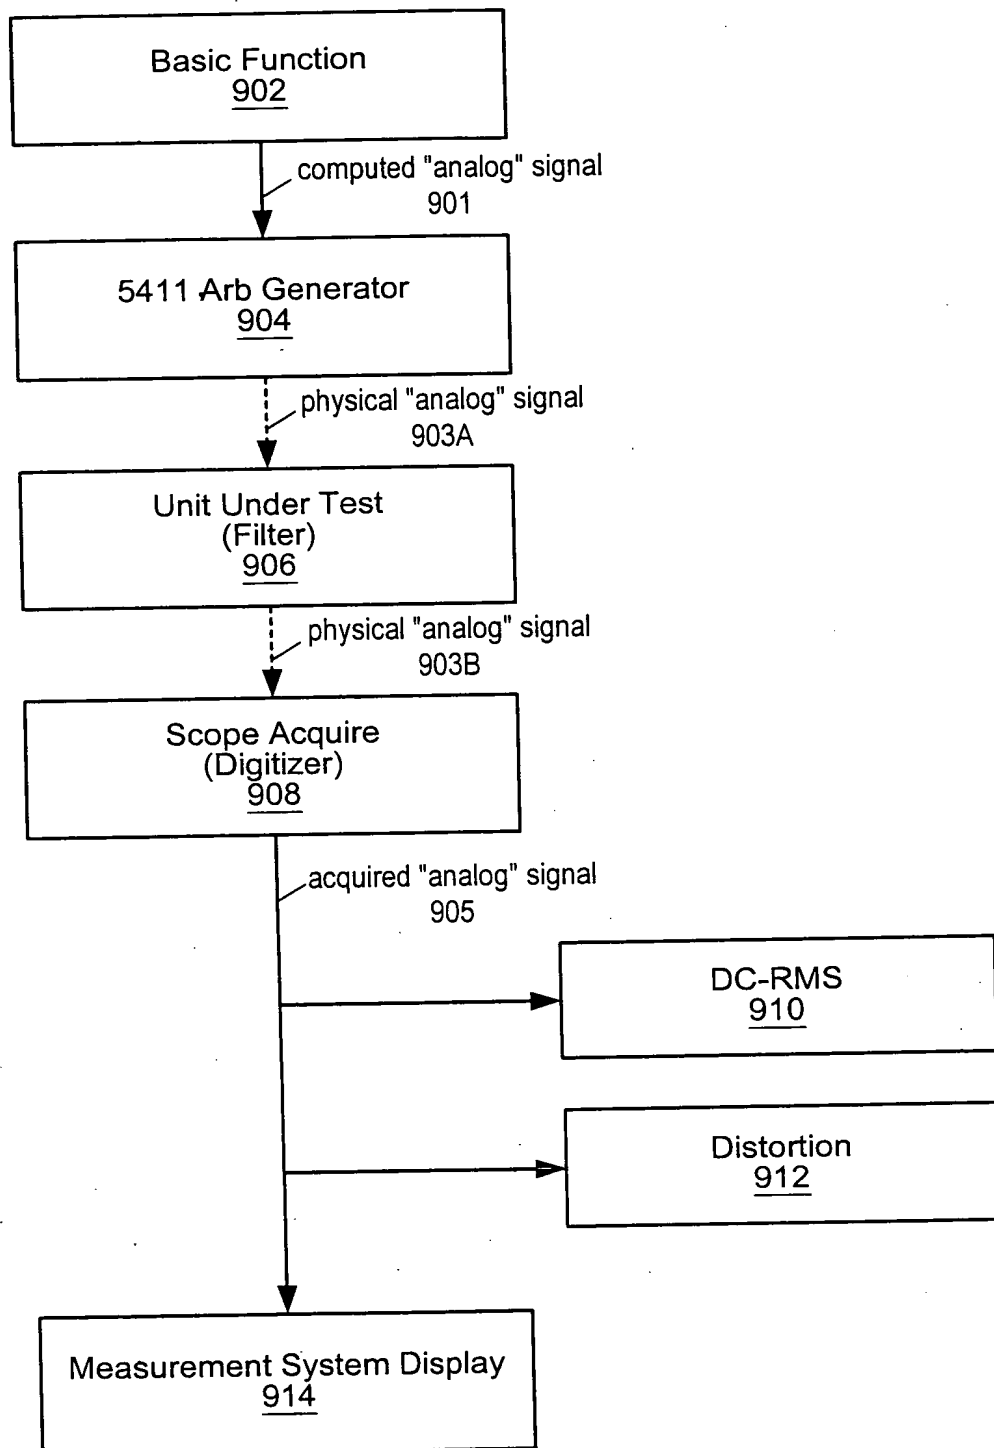 Basic Function
902
computed "analog" signal
901
5411 Arb Generator
904
physical "analog" signal
903A
Unit Under Test
(Filter)
906
physical "analog" signal
903B
Scope Acquire
(Digitizer)
908
acquired "analog" signal
905
DC-RMS
910
Distortion
912
Measurement System Display
914